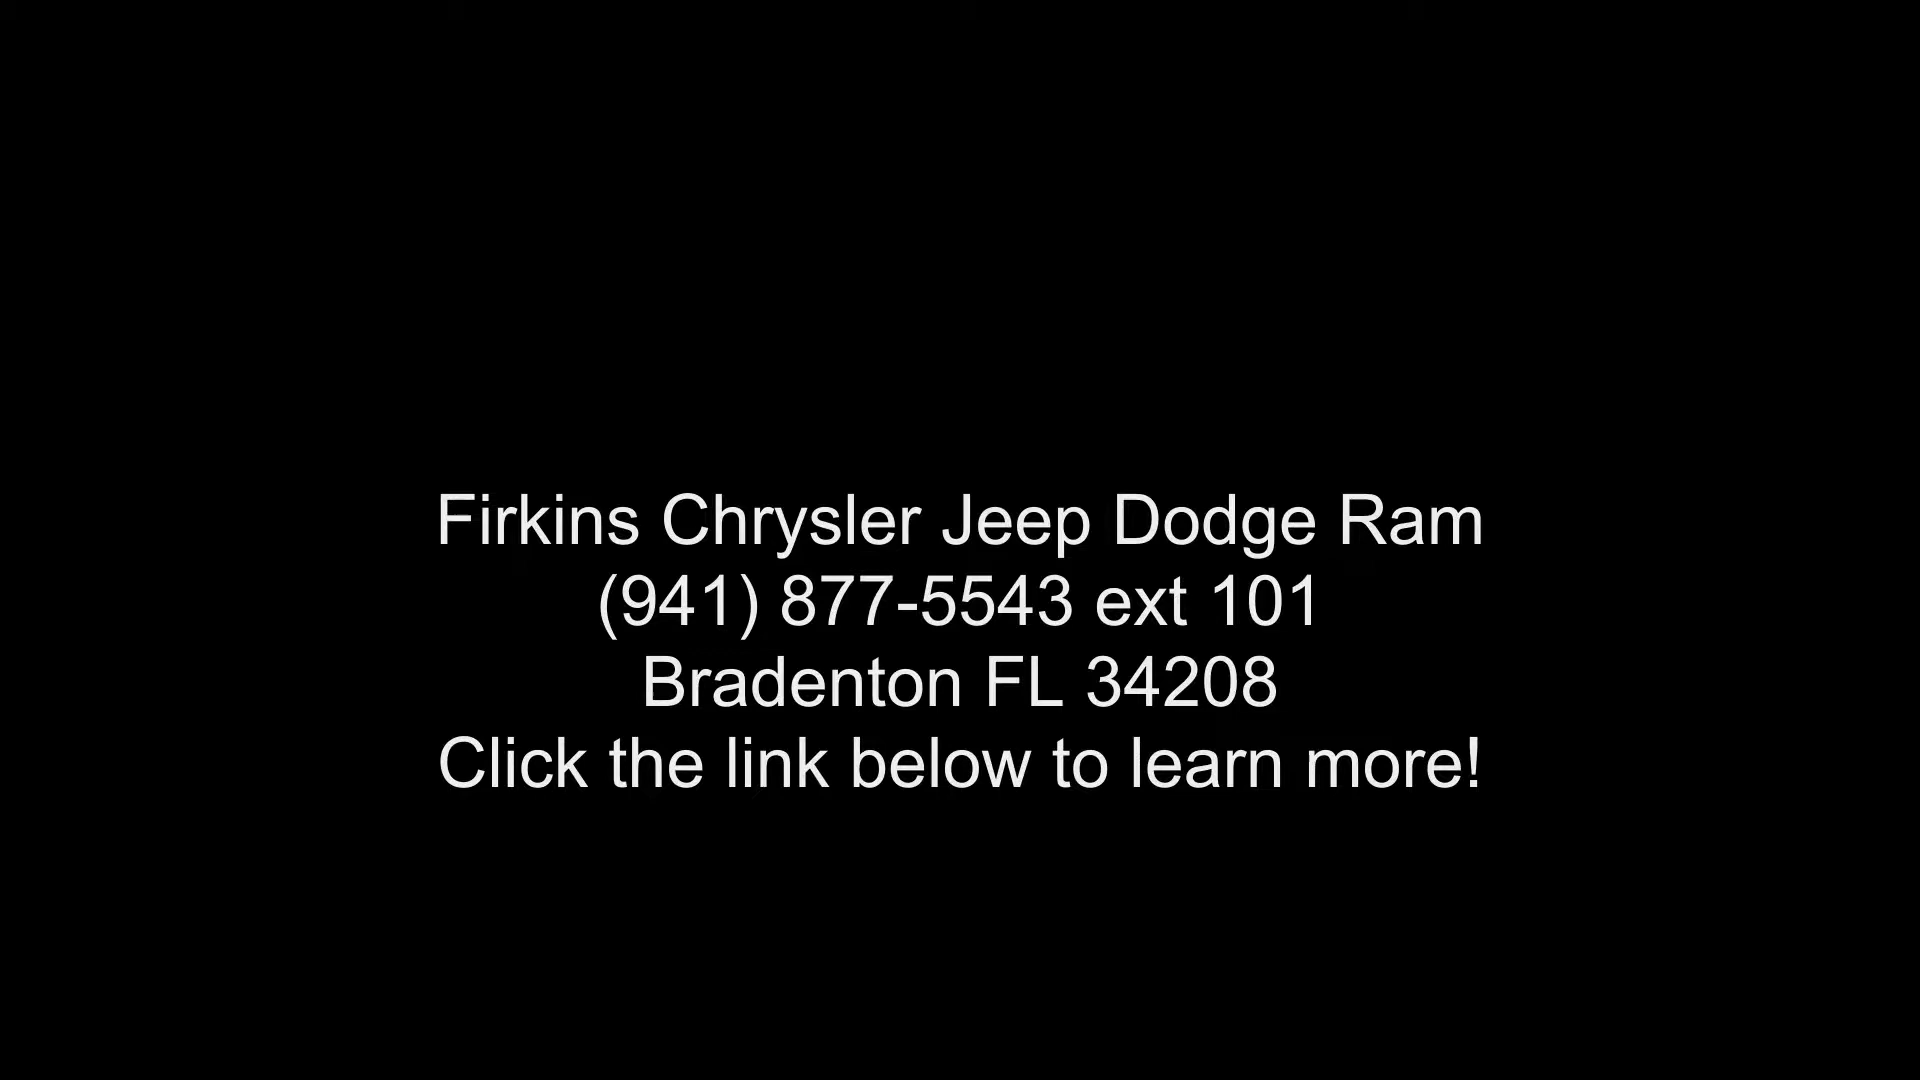 Firkins Chrysler Jeep Dodge Ram
(941) 877-5543 ext 101
Bradenton FL 34208
Click the link below to learn more!